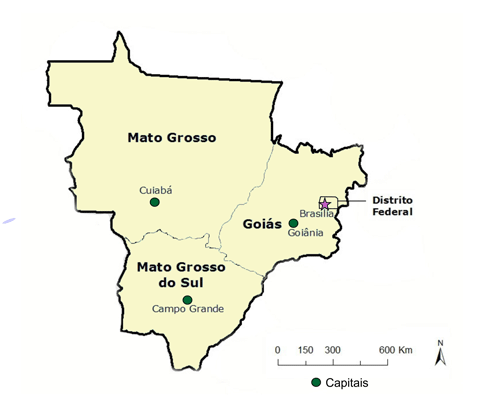 Mato Grosso
Cuiabá
Distrito
Federal
Brasília
Goiás
Goiânia
Mato Grosso
do Sul
Campo Grande
0 150 300 600 Km
N
Capitais